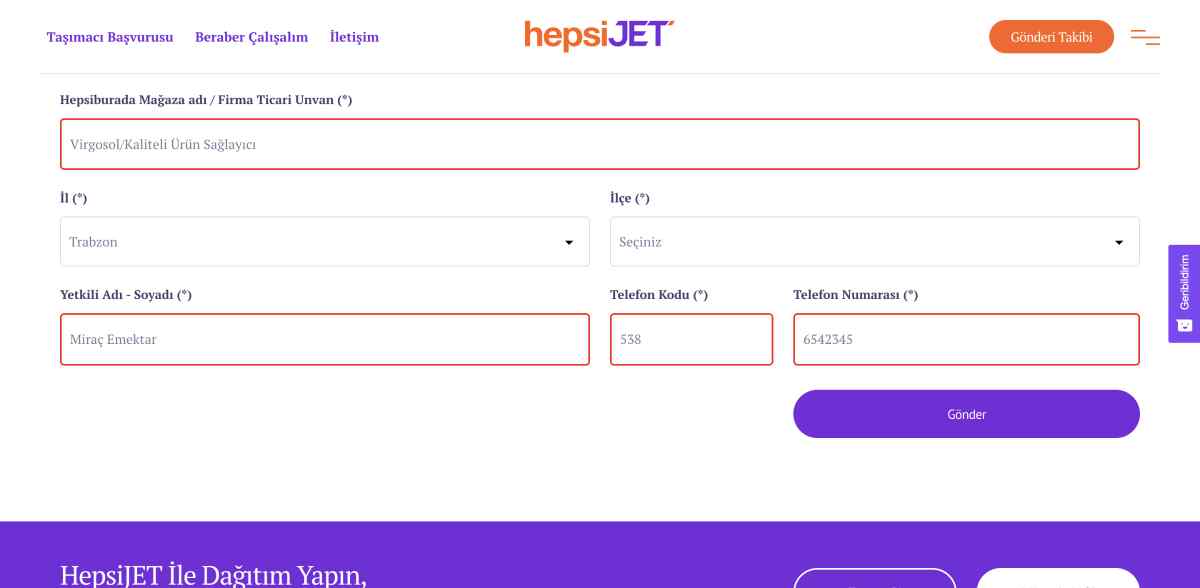 Taşımacı Başvurusu Beraber Çalışalım İletişim hepsiJET Gönderi Takibi
Hepsiburada Mağaza adı / Firma Ticari Unvan (*)
Virgosol/Kaliteli Ürün Sağlayıcı
İl (*) İlçe (*)
Trabzon Seçiniz
Geribildirim
Yetkili Adı - Soyadı (*) Telefon Kodu (*) Telefon Numarası (*)
Miraç Emektar 538 6542345
Gönder
HepsiJET İle Dağıtım Yapın,